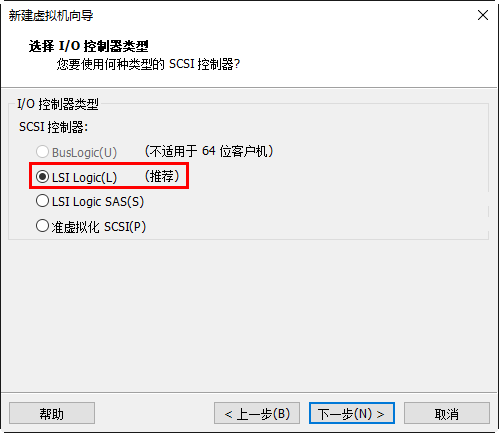 新建虚拟机向导
选择 I/O 控制器类型
您要使用何种类型的 SCSI 控制器?
I/O 控制器类型
SCSI 控制器:
BusLogic(U) (不适用于 64 位客户机)
LSI Logic(L) (推荐)
LSI Logic SAS(S)
准虚拟化 SCSI(P)
帮助 < 上一步(B) 下一步(N) > 取消